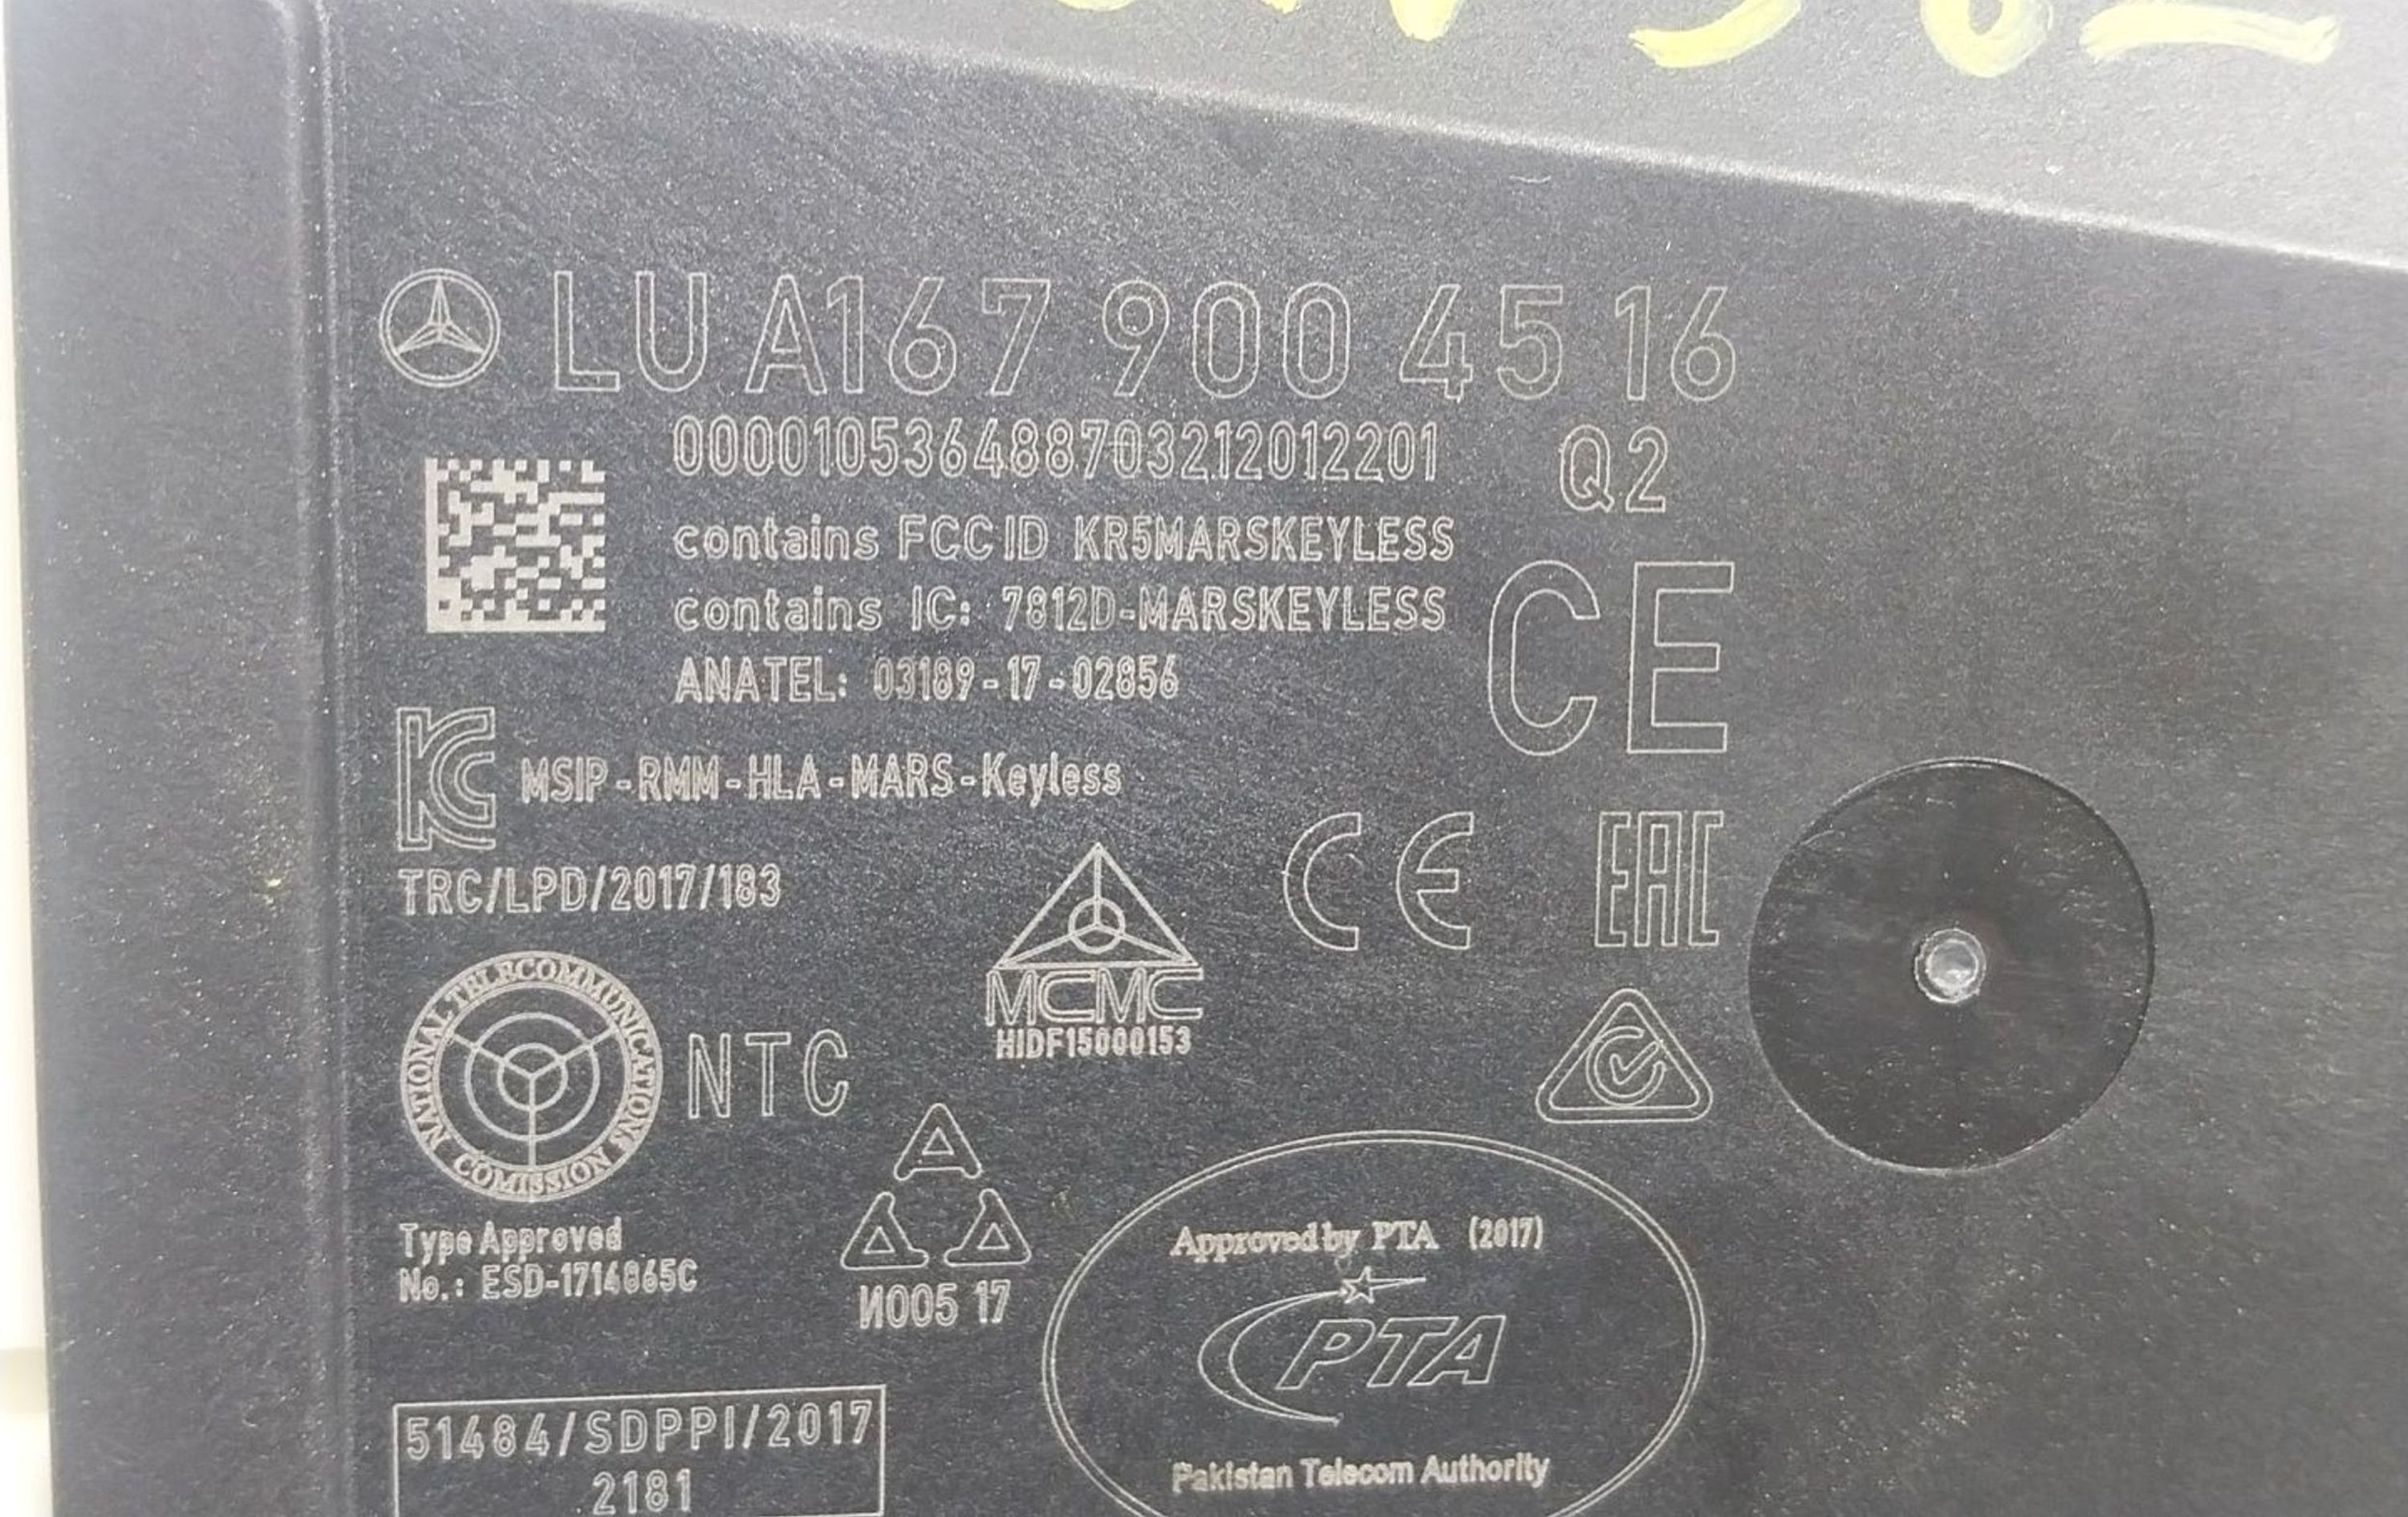 LU A167 900 45 16
000010536488703212012201
Q2
contains FCC ID KR5MARSKEYLESS
contains IC: 7812D-MARSKEYLESS
ANATEL: 03189-17-02856
CE
KC MSIP-RMM-HLA-MARS-Keyless
CE
EAC
TRC/LPD/2017/183
MCMC
HIDF15000153
NATIONAL TELECOMMUNICATIONS COMISSION
NTC
Type Approved
No.: ESD-1714865C
И005 17
Approved by PTA (2017)
PTA
Pakistan Telecom Authority
51484/SDPPI/2017
2181